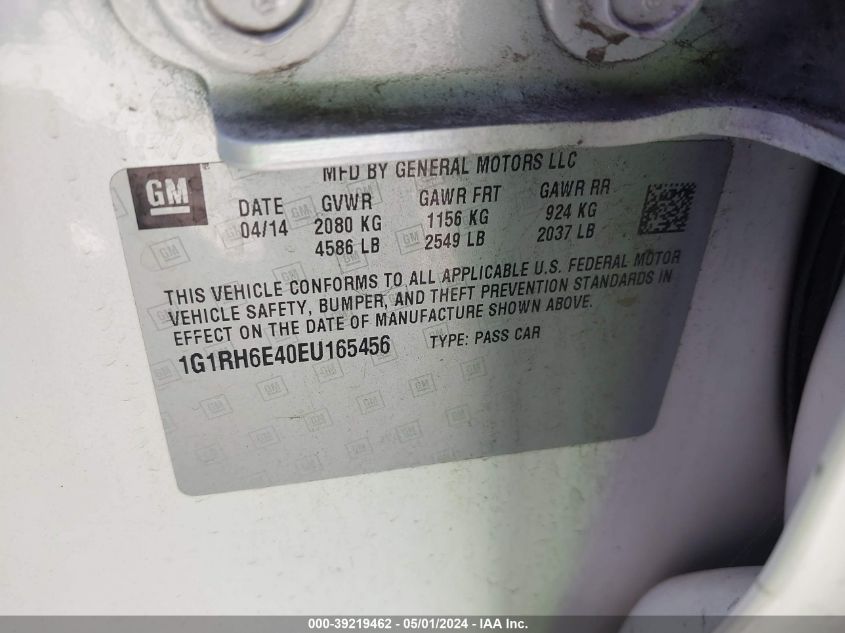 MFD BY GENERAL MOTORS LLC
GM
DATE GVWR GAWR FRT GAWR RR
04/14 2080 KG 1156 KG 924 KG
4586 LB 2549 LB 2037 LB
THIS VEHICLE CONFORMS TO ALL APPLICABLE U.S. FEDERAL MOTOR
VEHICLE SAFETY, BUMPER, AND THEFT PREVENTION STANDARDS IN
EFFECT ON THE DATE OF MANUFACTURE SHOWN ABOVE.
1G1RH6E40EU165456 TYPE: PASS CAR
000-39219462 - 05/01/2024 - IAA Inc.